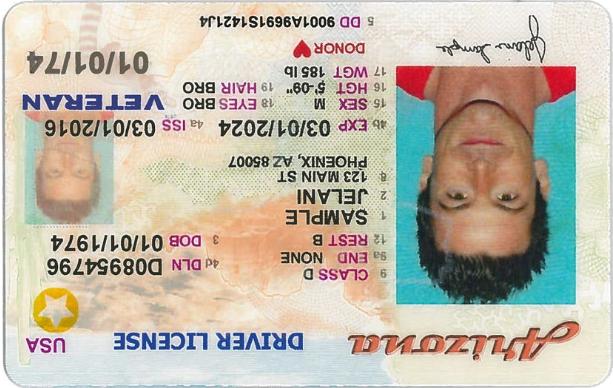 Arizona
DRIVER LICENSE
USA
9 CLASS D
9a END NONE
12 REST B
4d DLN D08954796
3 DOB 01/01/1974
1 SAMPLE
2 JELANI
8 123 MAIN ST
PHOENIX, AZ 85007
4b EXP 03/01/2024
4a ISS 03/01/2016
15 SEX M
18 EYES BRO
16 HGT 5'-09"
19 HAIR BRO
17 WGT 185 lb
VETERAN
01/01/74
DONOR
5 DD 9001A9691S1421J4
Jelani Sample